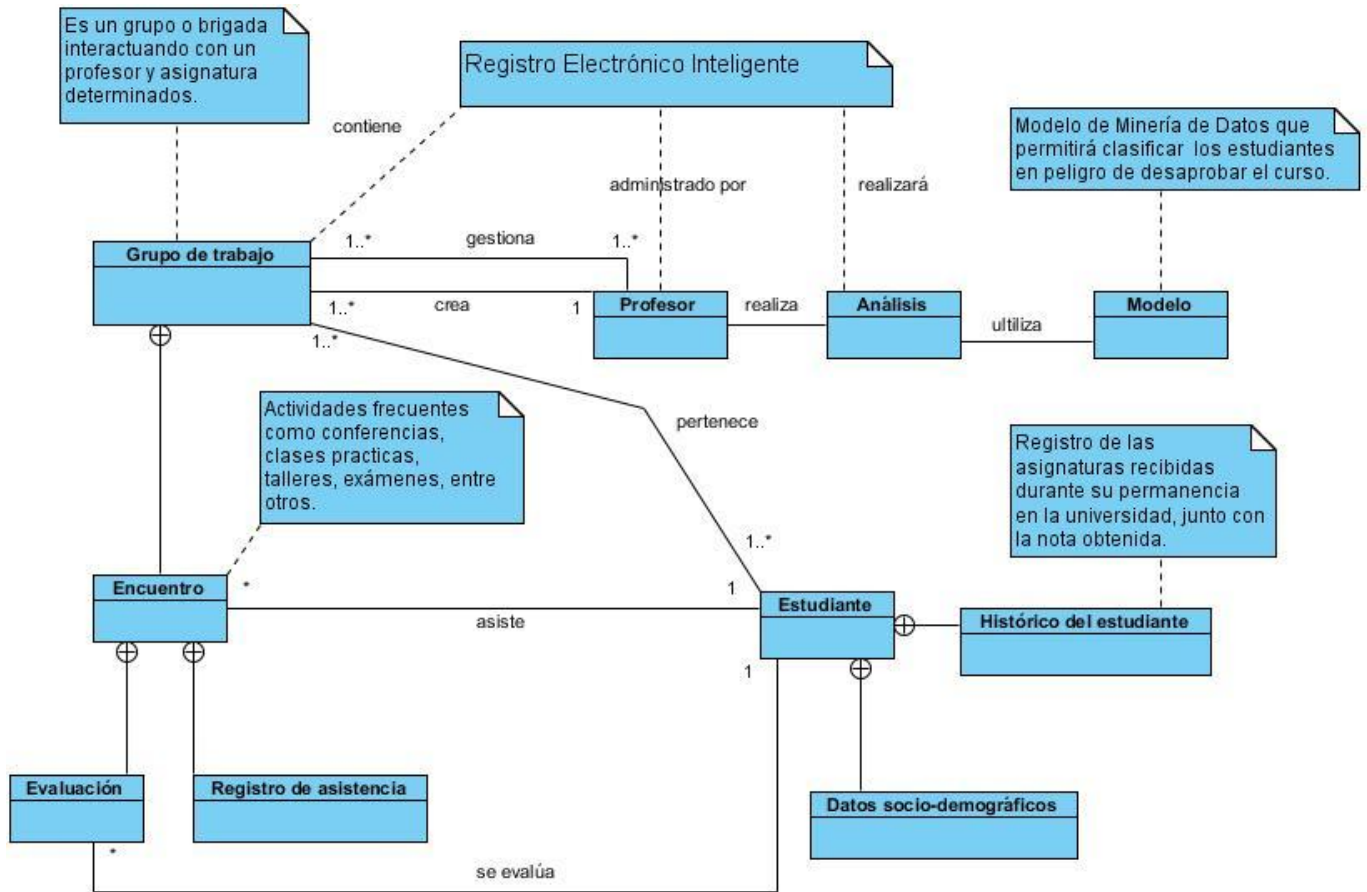 Es un grupo o brigada
interactuando con un
profesor y asignatura
determinados.
Registro Electrónico Inteligente
Modelo de Minería de Datos que
permitirá clasificar los estudiantes
en peligro de desaprobar el curso.
contiene
administrado por
realizará
Grupo de trabajo
1..*
gestiona
1..*
1..*
crea
1
Profesor
realiza
Análisis
ultiliza
Modelo
1..*
pertenece
Actividades frecuentes
como conferencias,
clases practicas,
talleres, exámenes, entre
otros.
Registro de las
asignaturas recibidas
durante su permanencia
en la universidad, junto con
la nota obtenida.
1..*
Encuentro
*
asiste
1
Estudiante
Histórico del estudiante
1
Evaluación
Registro de asistencia
Datos socio-demográficos
*
se evalúa